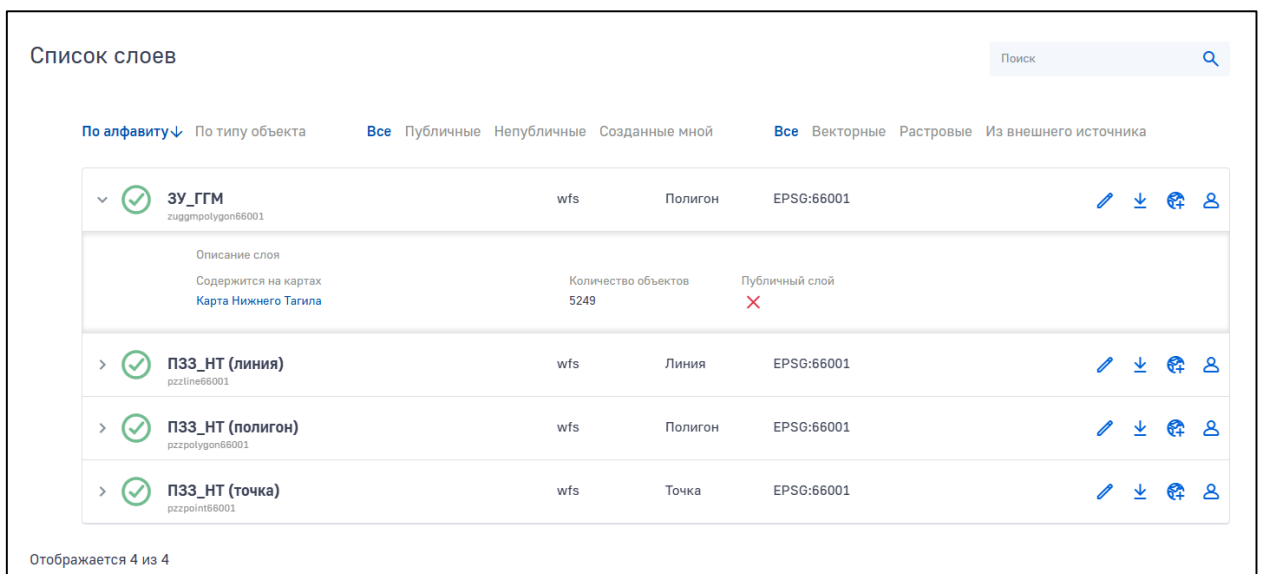 Список слоев
Поиск
По алфавиту По типу объекта Все Публичные Непубличные Созданные мной Все Векторные Растровые Из внешнего источника
ЗУ_ГГМ wfs Полигон EPSG:66001
zuggmpolygon66001
Описание слоя
Содержится на картах Количество объектов Публичный слой
Карта Нижнего Тагила 5249
ПЗЗ_НТ (линия) wfs Линия EPSG:66001
pzzline66001
ПЗЗ_НТ (полигон) wfs Полигон EPSG:66001
pzzpolygon66001
ПЗЗ_НТ (точка) wfs Точка EPSG:66001
pzzpoint66001
Отображается 4 из 4